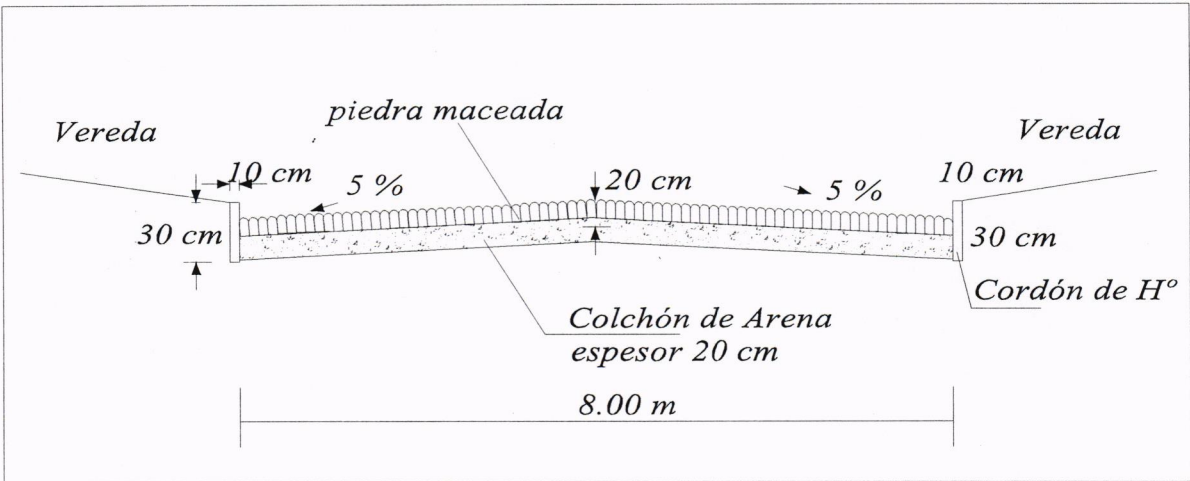 Vereda
piedra maceada
Vereda
10 cm
5 %
20 cm
5 %
10 cm
30 cm
30 cm
Cordón de Hº
Colchón de Arena
espesor 20 cm
8.00 m